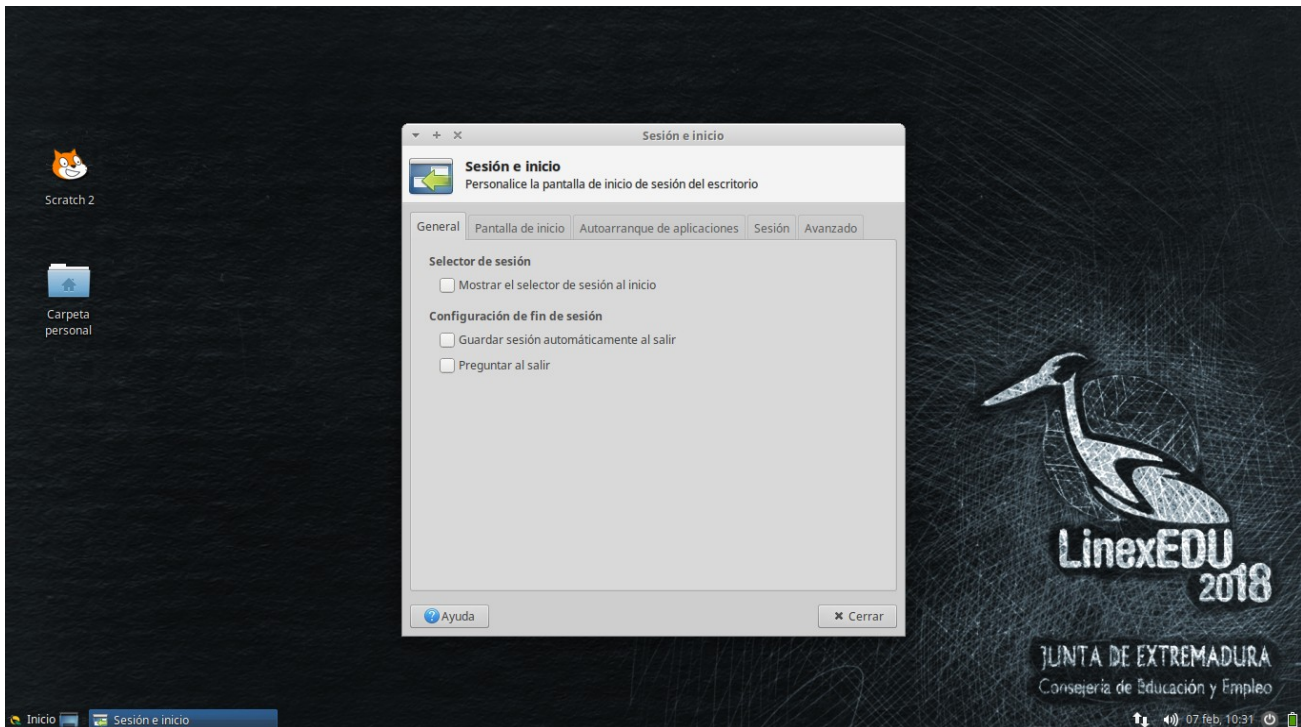 Sesión e inicio
Sesión e inicio
Personalice la pantalla de inicio de sesión del escritorio
General Pantalla de inicio Autoarranque de aplicaciones Sesión Avanzado
Selector de sesión
Mostrar el selector de sesión al inicio
Configuración de fin de sesión
Guardar sesión automáticamente al salir
Preguntar al salir
Ayuda
Cerrar
Scratch 2
Carpeta
personal
LinexEDU
2018
JUNTA DE EXTREMADURA
Consejería de Educación y Empleo
Inicio
Sesión e inicio
07 feb, 10:31